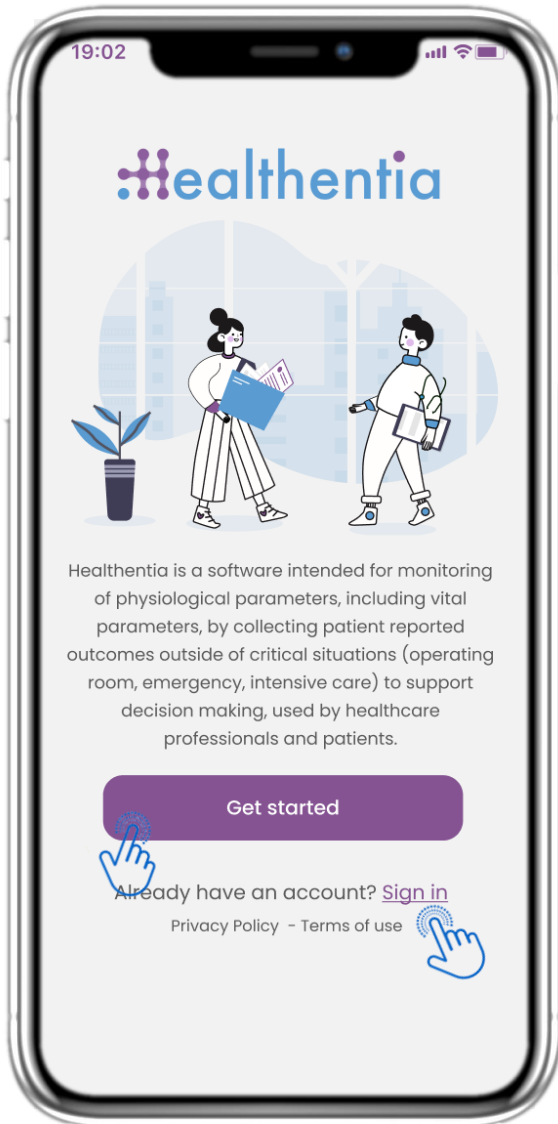 19:02
Healthentia
Healthentia is a software intended for monitoring
of physiological parameters, including vital
parameters, by collecting patient reported
outcomes outside of critical situations (operating
room, emergency, intensive care) to support
decision making, used by healthcare
professionals and patients.
Get started
Already have an account? Sign in
Privacy Policy - Terms of use